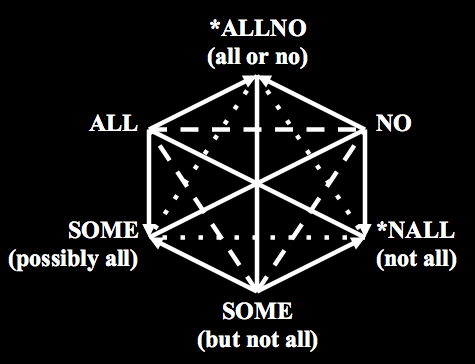 *ALLNO
(all or no)
ALL
NO
SOME
(possibly all)
*NALL
(not all)
SOME
(but not all)